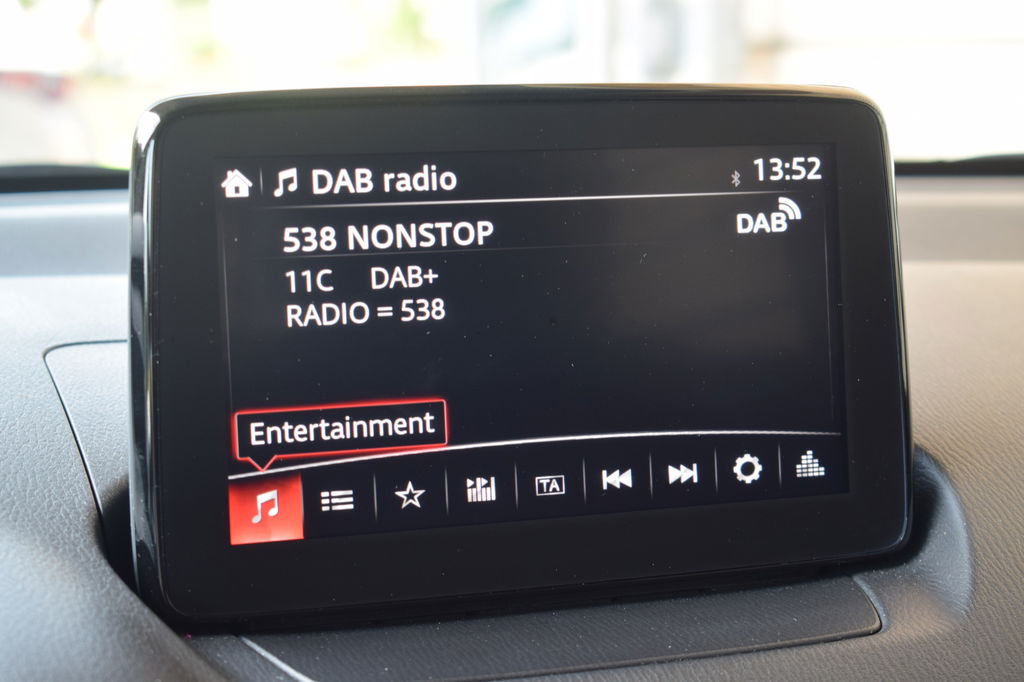 DAB radio 13:52
538 NONSTOP DAB
11C DAB+
RADIO = 538
Entertainment
TA